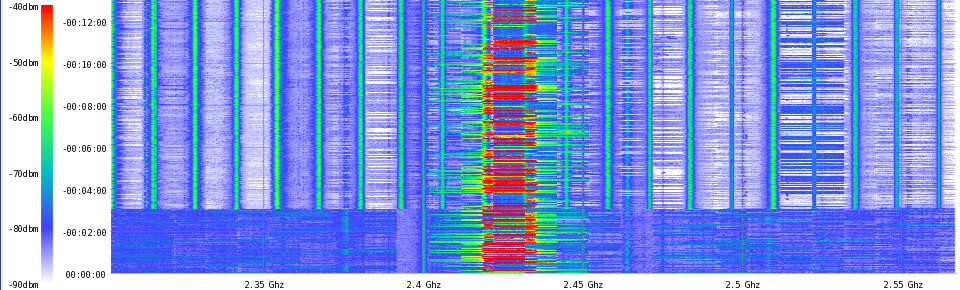 -40dbm
-50dbm
-60dbm
-70dbm
-80dbm
-90dbm
-00:12:00
-00:10:00
-00:08:00
-00:06:00
-00:04:00
-00:02:00
00:00:00
2.35 Ghz
2.4 Ghz
2.45 Ghz
2.5 Ghz
2.55 Ghz